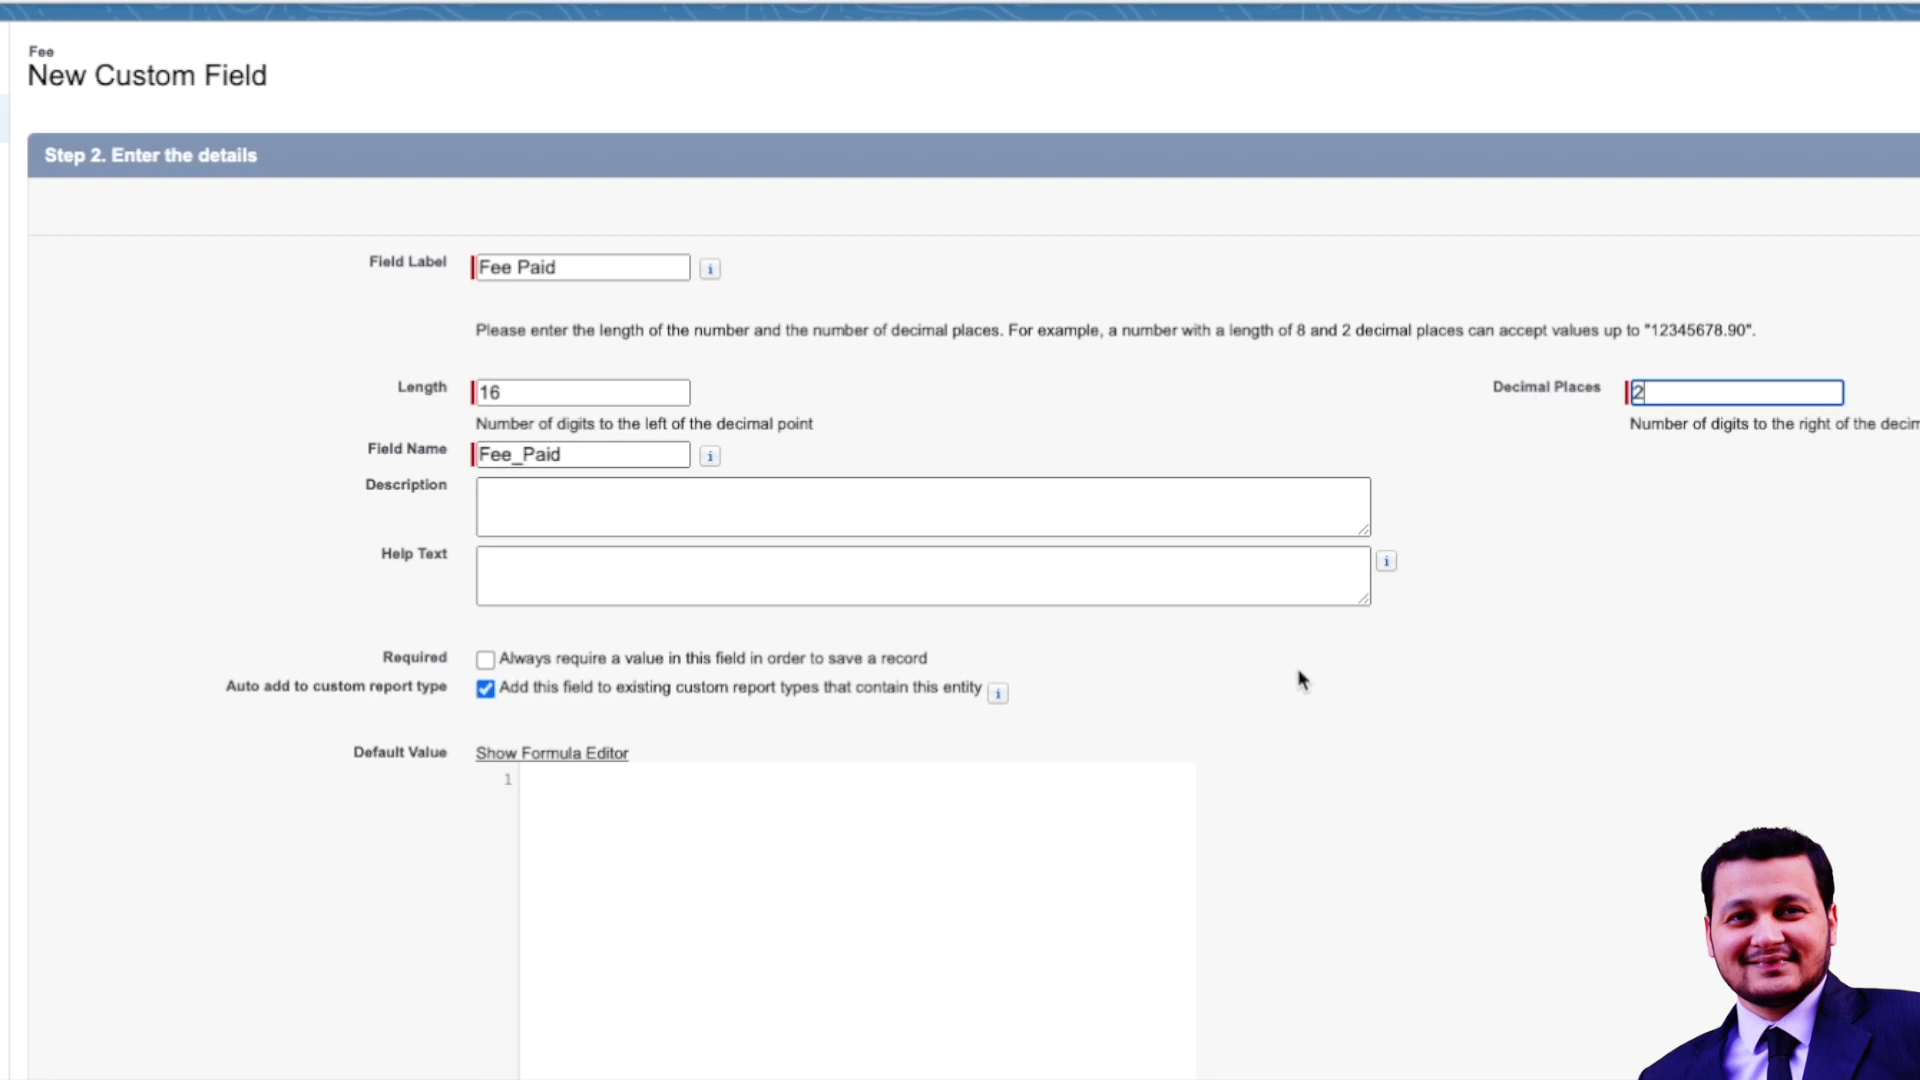 Fee
New Custom Field
Step 2. Enter the details
Field Label Fee Paid
Please enter the length of the number and the number of decimal places. For example, a number with a length of 8 and 2 decimal places can accept values up to "12345678.90".
Length 16 Decimal Places 2
Number of digits to the left of the decimal point Number of digits to the right of the decim
Field Name Fee_Paid
Description
Help Text
Required Always require a value in this field in order to save a record
Auto add to custom report type Add this field to existing custom report types that contain this entity
Default Value Show Formula Editor
1